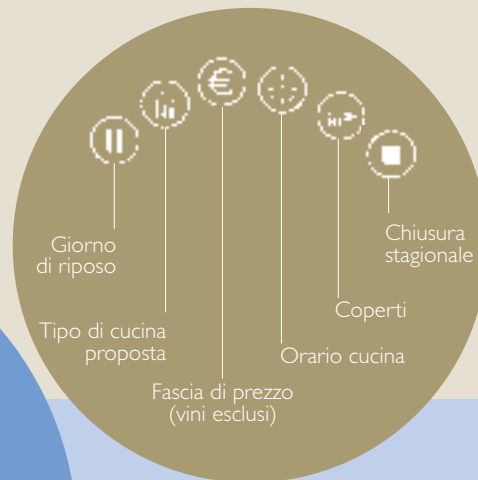 €
Giorno
di riposo
Tipo di cucina
proposta
Fascia di prezzo
(vini esclusi)
Orario cucina
Coperti
Chiusura
stagionale